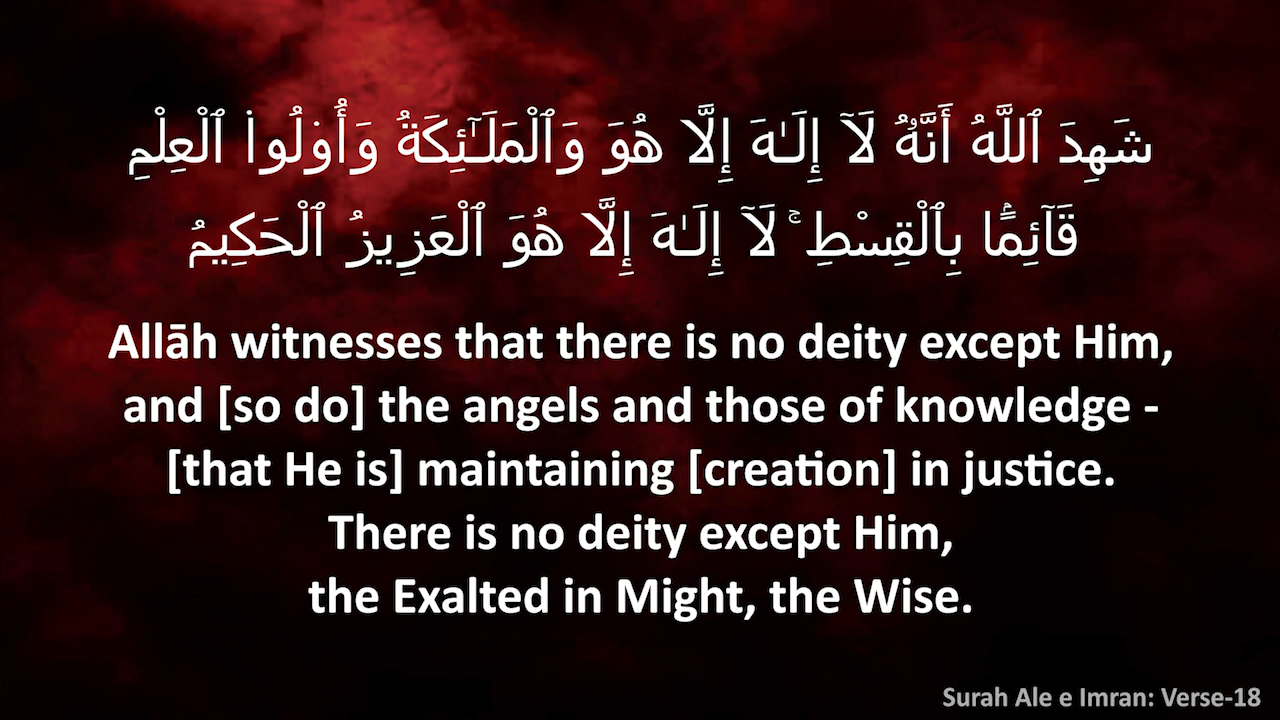 شَهِدَ ٱللَّهُ أَنَّهُۥ لَآ إِلَـٰهَ إِلَّا هُوَ وَٱلْمَلَـٰٓئِكَةُ وَأُو۟لُوا۟ ٱلْعِلْمِ
قَآئِمًۢا بِٱلْقِسْطِ ۚ لَآ إِلَـٰهَ إِلَّا هُوَ ٱلْعَزِيزُ ٱلْحَكِيمُ
Allāh witnesses that there is no deity except Him,
and [so do] the angels and those of knowledge -
[that He is] maintaining [creation] in justice.
There is no deity except Him,
the Exalted in Might, the Wise.
Surah Ale e Imran: Verse-18